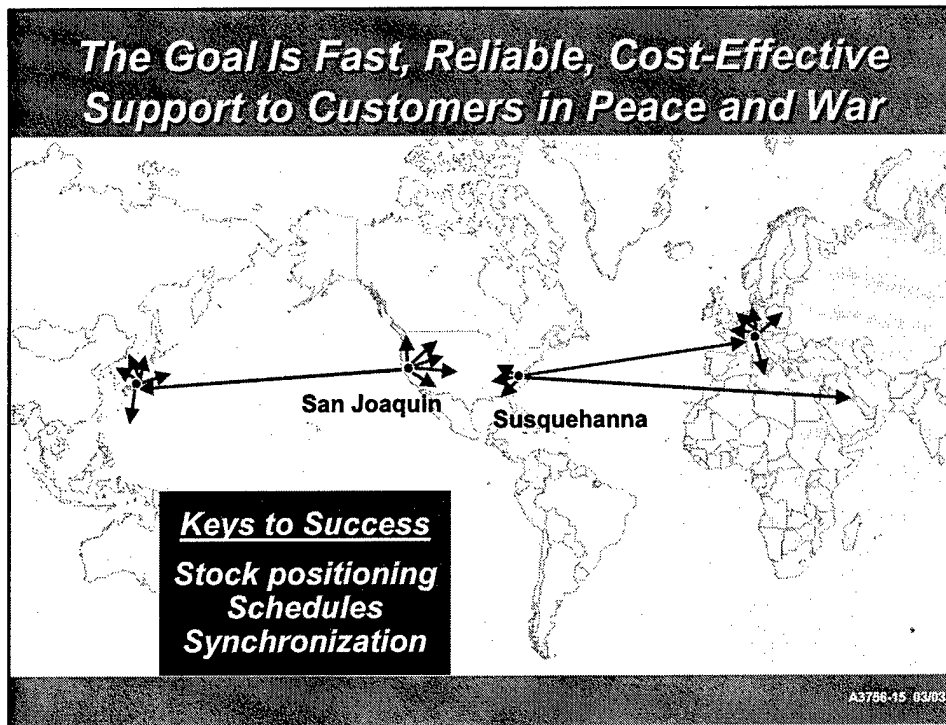 The Goal Is Fast, Reliable, Cost-Effective
Support to Customers in Peace and War
San Joaquin
Susquehanna
Keys to Success
Stock positioning
Schedules
Synchronization
A3756-15 03/03